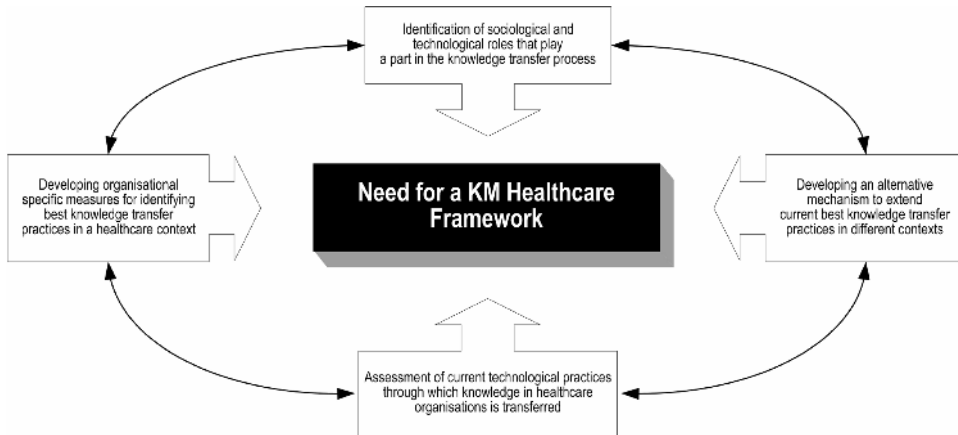 Identification of sociological and
technological roles that play
a part in the knowledge transfer process
Developing organisational
specific measures for identifying
best knowledge transfer
practices in a healthcare context
Need for a KM Healthcare
Framework
Developing an alternative
mechanism to extend
current best knowledge transfer
practices in different contexts
Assessment of current technological practices
through which knowledge in healthcare
organisations is transferred